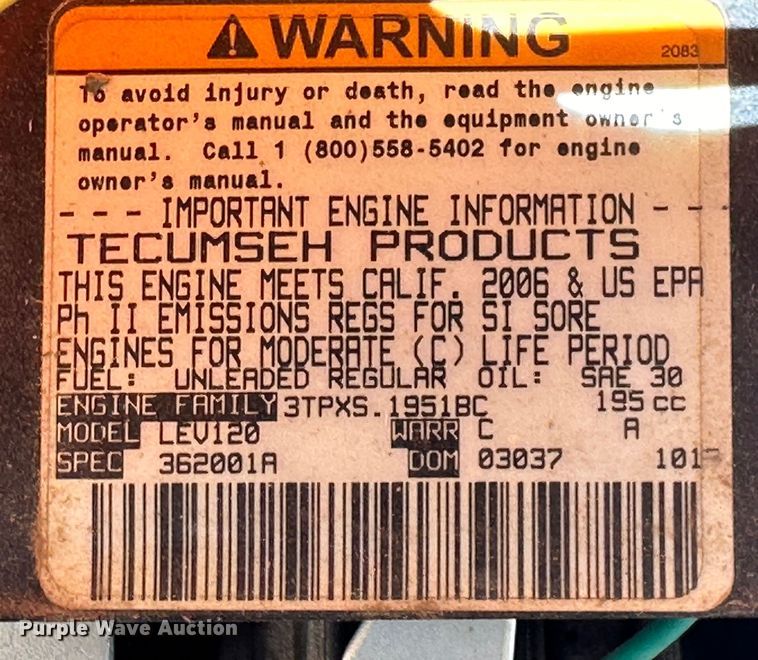 WARNING
2083
To avoid injury or death, read the engine
operator's manual and the equipment owner's
manual. Call 1 (800)558-5402 for engine
owner's manual.
- - - IMPORTANT ENGINE INFORMATION - - -
TECUMSEH PRODUCTS
THIS ENGINE MEETS CALIF. 2006 & US EPA
Ph II EMISSIONS REGS FOR SI SORE
ENGINES FOR MODERATE (C) LIFE PERIOD
FUEL: UNLEADED REGULAR OIL: SAE 30
ENGINE FAMILY 3TPXS.1951BC 195 cc
MODEL LEV120 WARR C A
SPEC 362001A DOM 03037
Purple Wave Auction